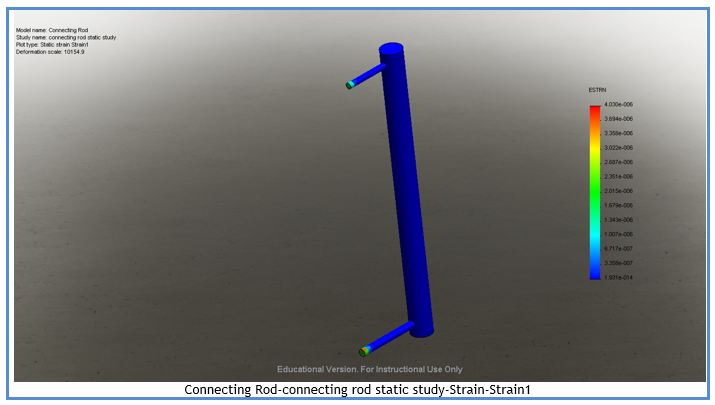 Model name: Connecting Rod
Study name: connecting rod static study
Plot type: Static strain Strain1
Deformation scale: 10154.9
ESTRN
4.030e-006
3.694e-006
3.358e-006
3.022e-006
2.687e-006
2.351e-006
2.015e-006
1.679e-006
1.343e-006
1.007e-006
6.717e-007
3.358e-007
1.931e-014
Educational Version. For Instructional Use Only
Connecting Rod-connecting rod static study-Strain-Strain1